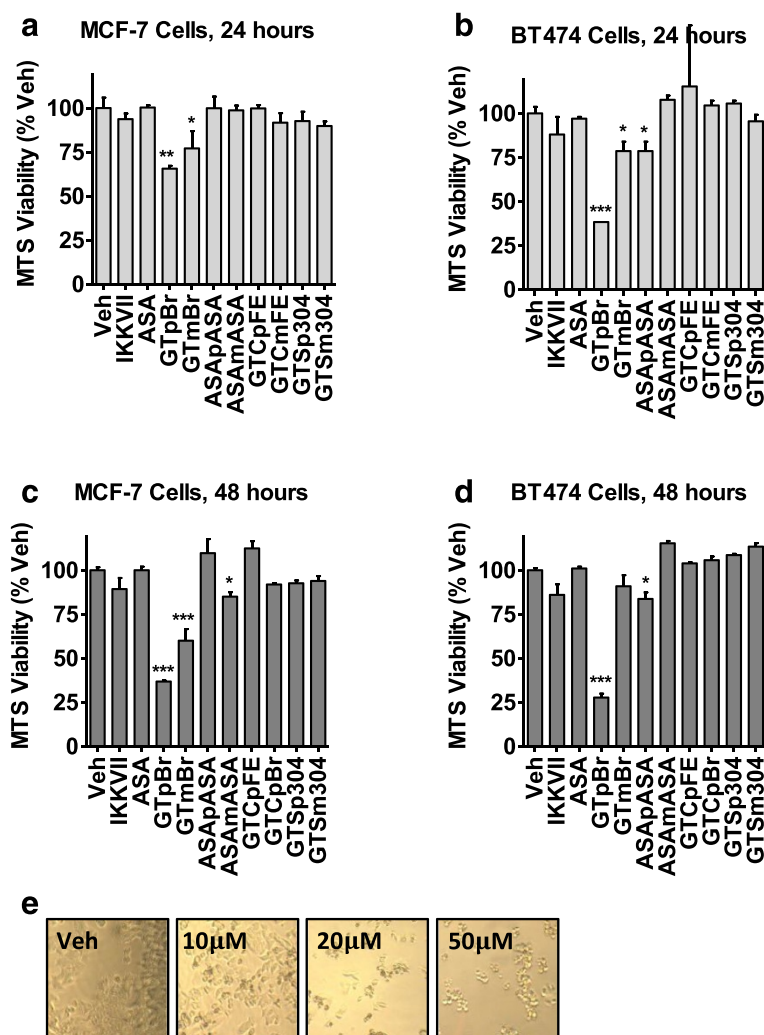 a MCF-7 Cells, 24 hours
MTS Viability (% Veh)
100
75
50
25
0
**
*
Veh
IKKVII
ASA
GTpBr
GTmBr
ASApASA
ASAmASA
GTCpFE
GTCmFE
GTSp304
GTSm304
b BT474 Cells, 24 hours
MTS Viability (% Veh)
100
75
50
25
0
***
*
*
Veh
IKKVII
ASA
GTpBr
GTmBr
ASApASA
ASAmASA
GTCpFE
GTCmFE
GTSp304
GTSm304
c MCF-7 Cells, 48 hours
MTS Viability (% Veh)
100
75
50
25
0
***
***
*
Veh
IKKVII
ASA
GTpBr
GTmBr
ASApASA
ASAmASA
GTCpFE
GTCpBr
GTSp304
GTSm304
d BT474 Cells, 48 hours
MTS Viability (% Veh)
100
75
50
25
0
***
*
Veh
IKKVII
ASA
GTpBr
GTmBr
ASApASA
ASAmASA
GTCpFE
GTCpBr
GTSp304
GTSm304
e
Veh
10μM
20μM
50μM